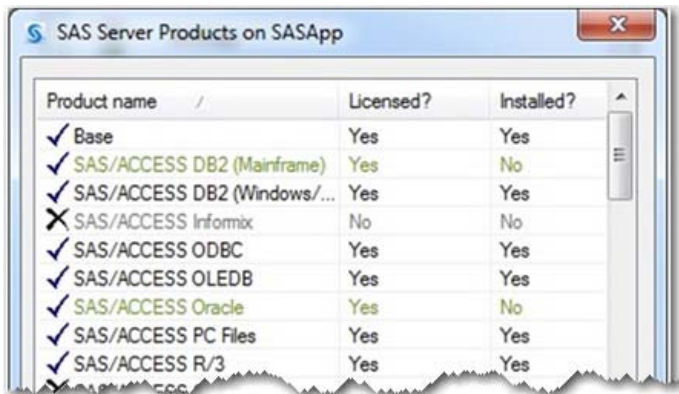 SAS Server Products on SASApp
Product name Licensed? Installed?
Base Yes Yes
SAS/ACCESS DB2 (Mainframe) Yes No
SAS/ACCESS DB2 (Windows/... Yes Yes
SAS/ACCESS Informix No No
SAS/ACCESS ODBC Yes Yes
SAS/ACCESS OLEDB Yes Yes
SAS/ACCESS Oracle Yes No
SAS/ACCESS PC Files Yes Yes
SAS/ACCESS R/3 Yes Yes